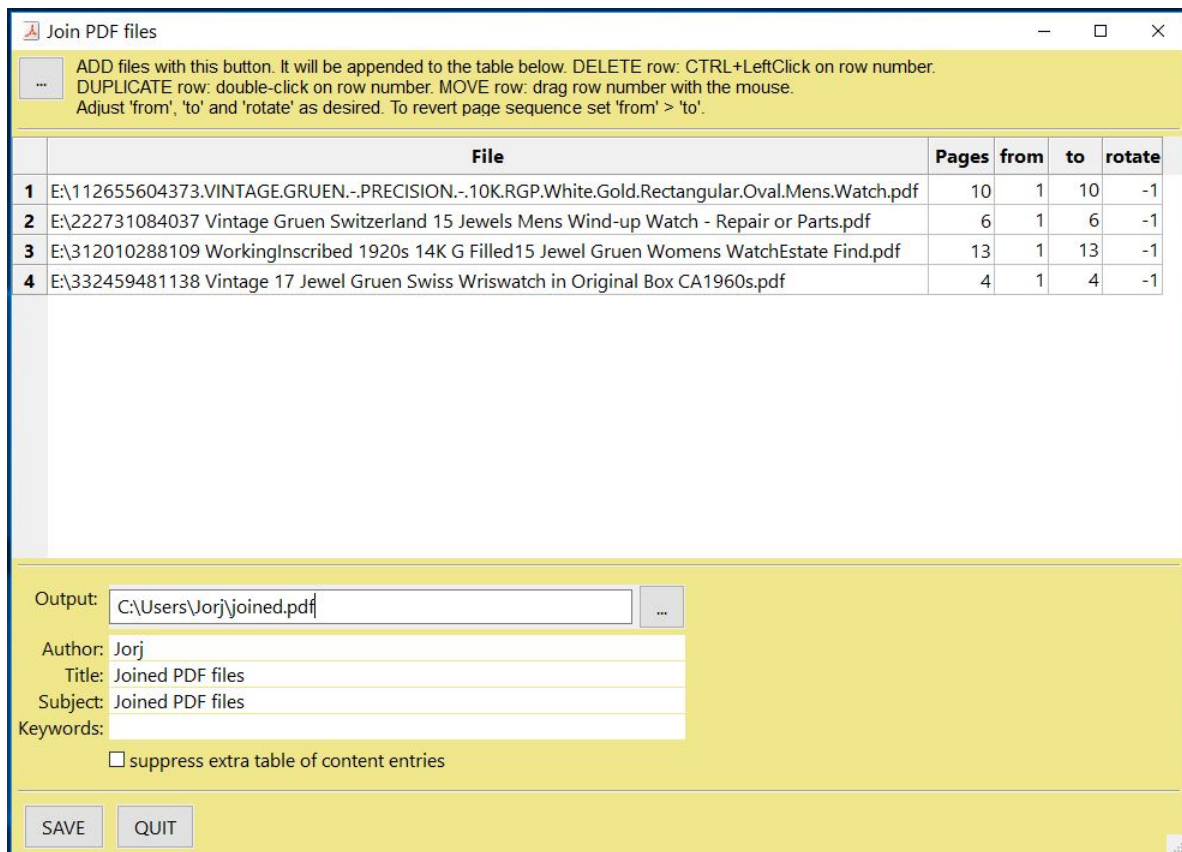 Join PDF files
... ADD files with this button. It will be appended to the table below. DELETE row: CTRL+LeftClick on row number.
DUPLICATE row: double-click on row number. MOVE row: drag row number with the mouse.
Adjust 'from', 'to' and 'rotate' as desired. To revert page sequence set 'from' > 'to'.
File Pages from to rotate
1 E:\112655604373.VINTAGE.GRUEN.-.PRECISION.-.10K.RGP.White.Gold.Rectangular.Oval.Mens.Watch.pdf 10 1 10 -1
2 E:\222731084037 Vintage Gruen Switzerland 15 Jewels Mens Wind-up Watch - Repair or Parts.pdf 6 1 6 -1
3 E:\312010288109 WorkingInscribed 1920s 14K G Filled15 Jewel Gruen Womens WatchEstate Find.pdf 13 1 13 -1
4 E:\332459481138 Vintage 17 Jewel Gruen Swiss Wriswatch in Original Box CA1960s.pdf 4 1 4 -1
Output: C:\Users\Jorj\joined.pdf ...
Author: Jorj
Title: Joined PDF files
Subject: Joined PDF files
Keywords:
suppress extra table of content entries
SAVE QUIT